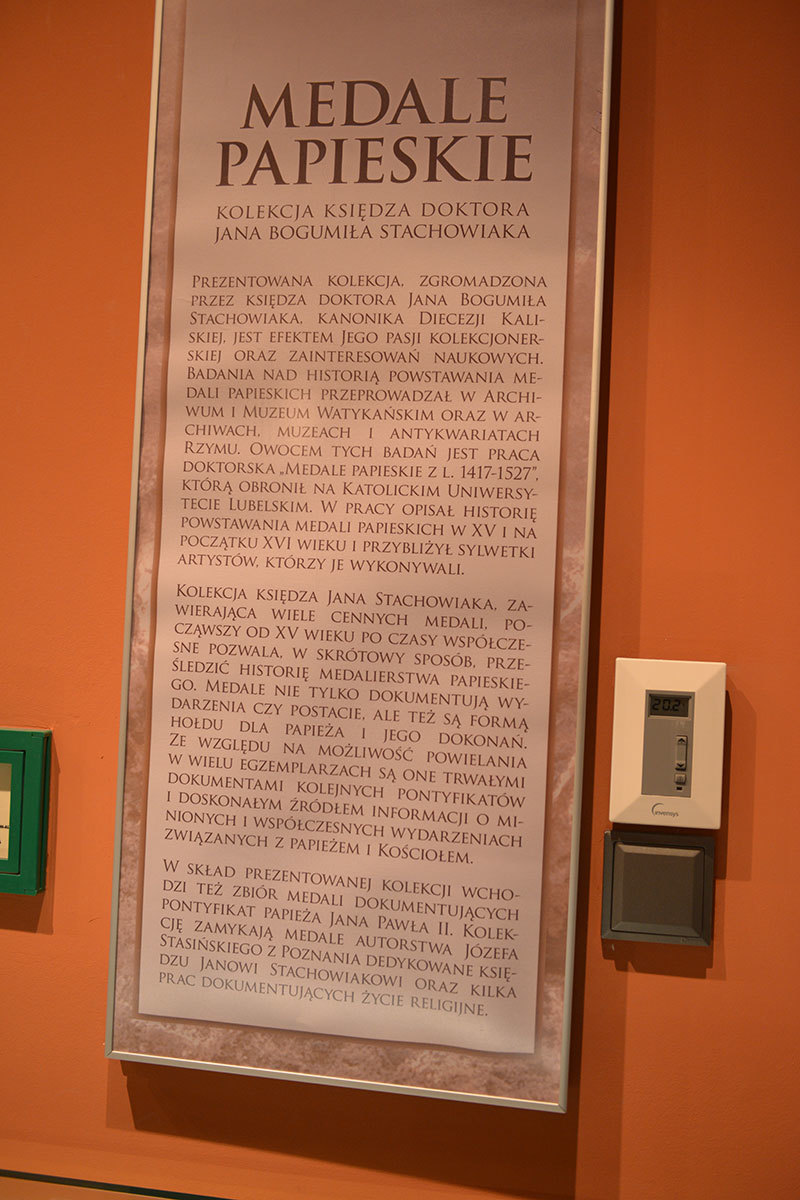 MEDALE
PAPIESKIE
KOLEKCJA KSIĘDZA DOKTORA
JANA BOGUMIŁA STACHOWIAKA
PREZENTOWANA KOLEKCJA, ZGROMADZONA
PRZEZ KSIĘDZA DOKTORA JANA BOGUMIŁA
STACHOWIAKA, KANONIKA DIECEZJI KALI-
SKIEJ, JEST EFEKTEM JEGO PASJI KOLEKCJONER-
SKIEJ ORAZ ZAINTERESOWAŃ NAUKOWYCH.
BADANIA NAD HISTORIĄ POWSTAWANIA ME-
DALI PAPIESKICH PRZEPROWADZAŁ W ARCHI-
WUM I MUZEUM WATYKAŃSKIM ORAZ W AR-
CHIWACH, MUZEACH I ANTYKWARIATACH
RZYMU. OWOCEM TYCH BADAŃ JEST PRACA
DOKTORSKA „MEDALE PAPIESKIE Z L. 1417-1527”,
KTÓRĄ OBRONIŁ NA KATOLICKIM UNIWERSY-
TECIE LUBELSKIM. W PRACY OPISAŁ HISTORIĘ
POWSTAWANIA MEDALI PAPIESKICH W XV I NA
POCZĄTKU XVI WIEKU I PRZYBLIŻYŁ SYLWETKI
ARTYSTÓW, KTÓRZY JE WYKONYWALI.
KOLEKCJA KSIĘDZA JANA STACHOWIAKA, ZA-
WIERAJĄCA WIELE CENNYCH MEDALI, PO-
CZĄWSZY OD XV WIEKU PO CZASY WSPÓŁCZE-
SNE POZWALA, W SKRÓTOWY SPOSÓB, PRZE-
ŚLEDZIĆ HISTORIĘ MEDALIERSTWA PAPIESKIE-
GO. MEDALE NIE TYLKO DOKUMENTUJĄ WY-
DARZENIA CZY POSTACIE, ALE TEŻ SĄ FORMĄ
HOŁDU DLA PAPIEŻA I JEGO DOKONAŃ.
ZE WZGLĘDU NA MOŻLIWOŚĆ POWIELANIA
W WIELU EGZEMPLARZACH SĄ ONE TRWAŁYMI
DOKUMENTAMI KOLEJNYCH PONTYFIKATÓW
I DOSKONAŁYM ŹRÓDŁEM INFORMACJI O MI-
NIONYCH I WSPÓŁCZESNYCH WYDARZENIACH
ZWIĄZANYCH Z PAPIEŻEM I KOŚCIOŁEM.
W SKŁAD PREZENTOWANEJ KOLEKCJI WCHO-
DZI TEŻ ZBIÓR MEDALI DOKUMENTUJĄCYCH
PONTYFIKAT PAPIEŻA JANA PAWŁA II. KOLEK-
CJĘ ZAMYKAJĄ MEDALE AUTORSTWA JÓZEFA
STASIŃSKIEGO Z POZNANIA DEDYKOWANE KSIĘ-
DZU JANOWI STACHOWIAKOWI ORAZ KILKA
PRAC DOKUMENTUJĄCYCH ŻYCIE RELIGIJNE.
20.2
invensys